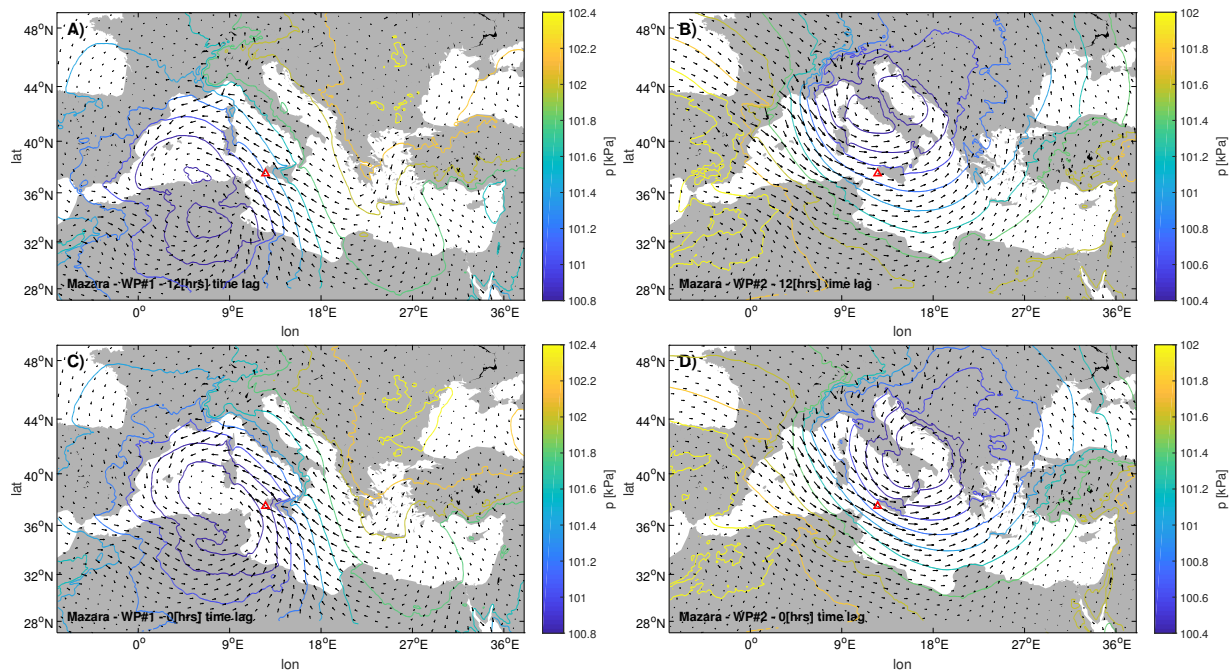 A)
48°N
44°N
40°N
36°N
32°N
28°N
lat
Mazara - WP#1 - 12[hrs] time lag
0° 9°E 18°E 27°E 36°E
lon
102.4
102.2
102
101.8
101.6
101.4
101.2
101
100.8
p [kPa]
B)
48°N
44°N
40°N
36°N
32°N
28°N
lat
Mazara - WP#2 - 12[hrs] time lag
0° 9°E 18°E 27°E 36°E
lon
102
101.8
101.6
101.4
101.2
101
100.8
100.6
100.4
p [kPa]
C)
48°N
44°N
40°N
36°N
32°N
28°N
lat
Mazara - WP#1 - 0[hrs] time lag
0° 9°E 18°E 27°E 36°E
lon
102.4
102.2
102
101.8
101.6
101.4
101.2
101
100.8
p [kPa]
D)
48°N
44°N
40°N
36°N
32°N
28°N
lat
Mazara - WP#2 - 0[hrs] time lag
0° 9°E 18°E 27°E 36°E
lon
102
101.8
101.6
101.4
101.2
101
100.8
100.6
100.4
p [kPa]